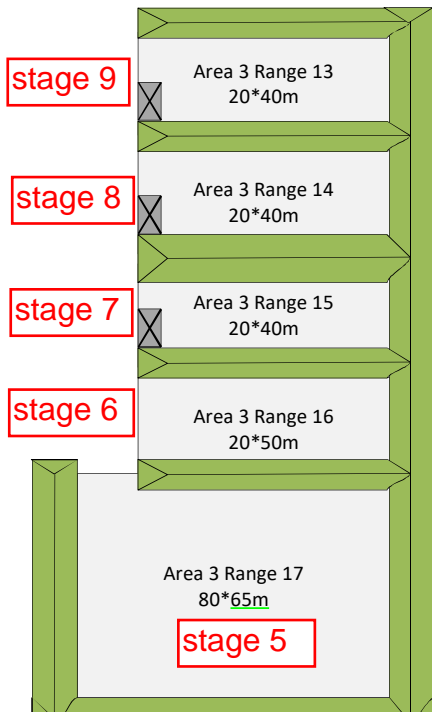 stage 9
Area 3 Range 13
20*40m
stage 8
Area 3 Range 14
20*40m
stage 7
Area 3 Range 15
20*40m
stage 6
Area 3 Range 16
20*50m
Area 3 Range 17
80*65m
stage 5